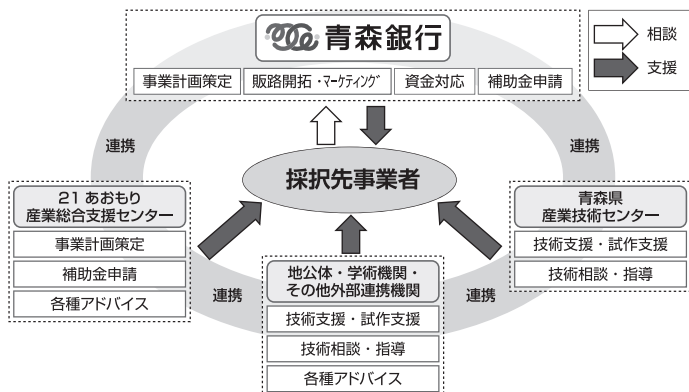 青森銀行
相談
支援
事業計画策定
販路開拓・マーケティング
資金対応
補助金申請
連携
連携
採択先事業者
21 あおもり
産業総合支援センター
事業計画策定
補助金申請
各種アドバイス
青森県
産業技術センター
技術支援・試作支援
技術相談・指導
連携
連携
地公体・学術機関・
その他外部連携機関
技術支援・試作支援
技術相談・指導
各種アドバイス